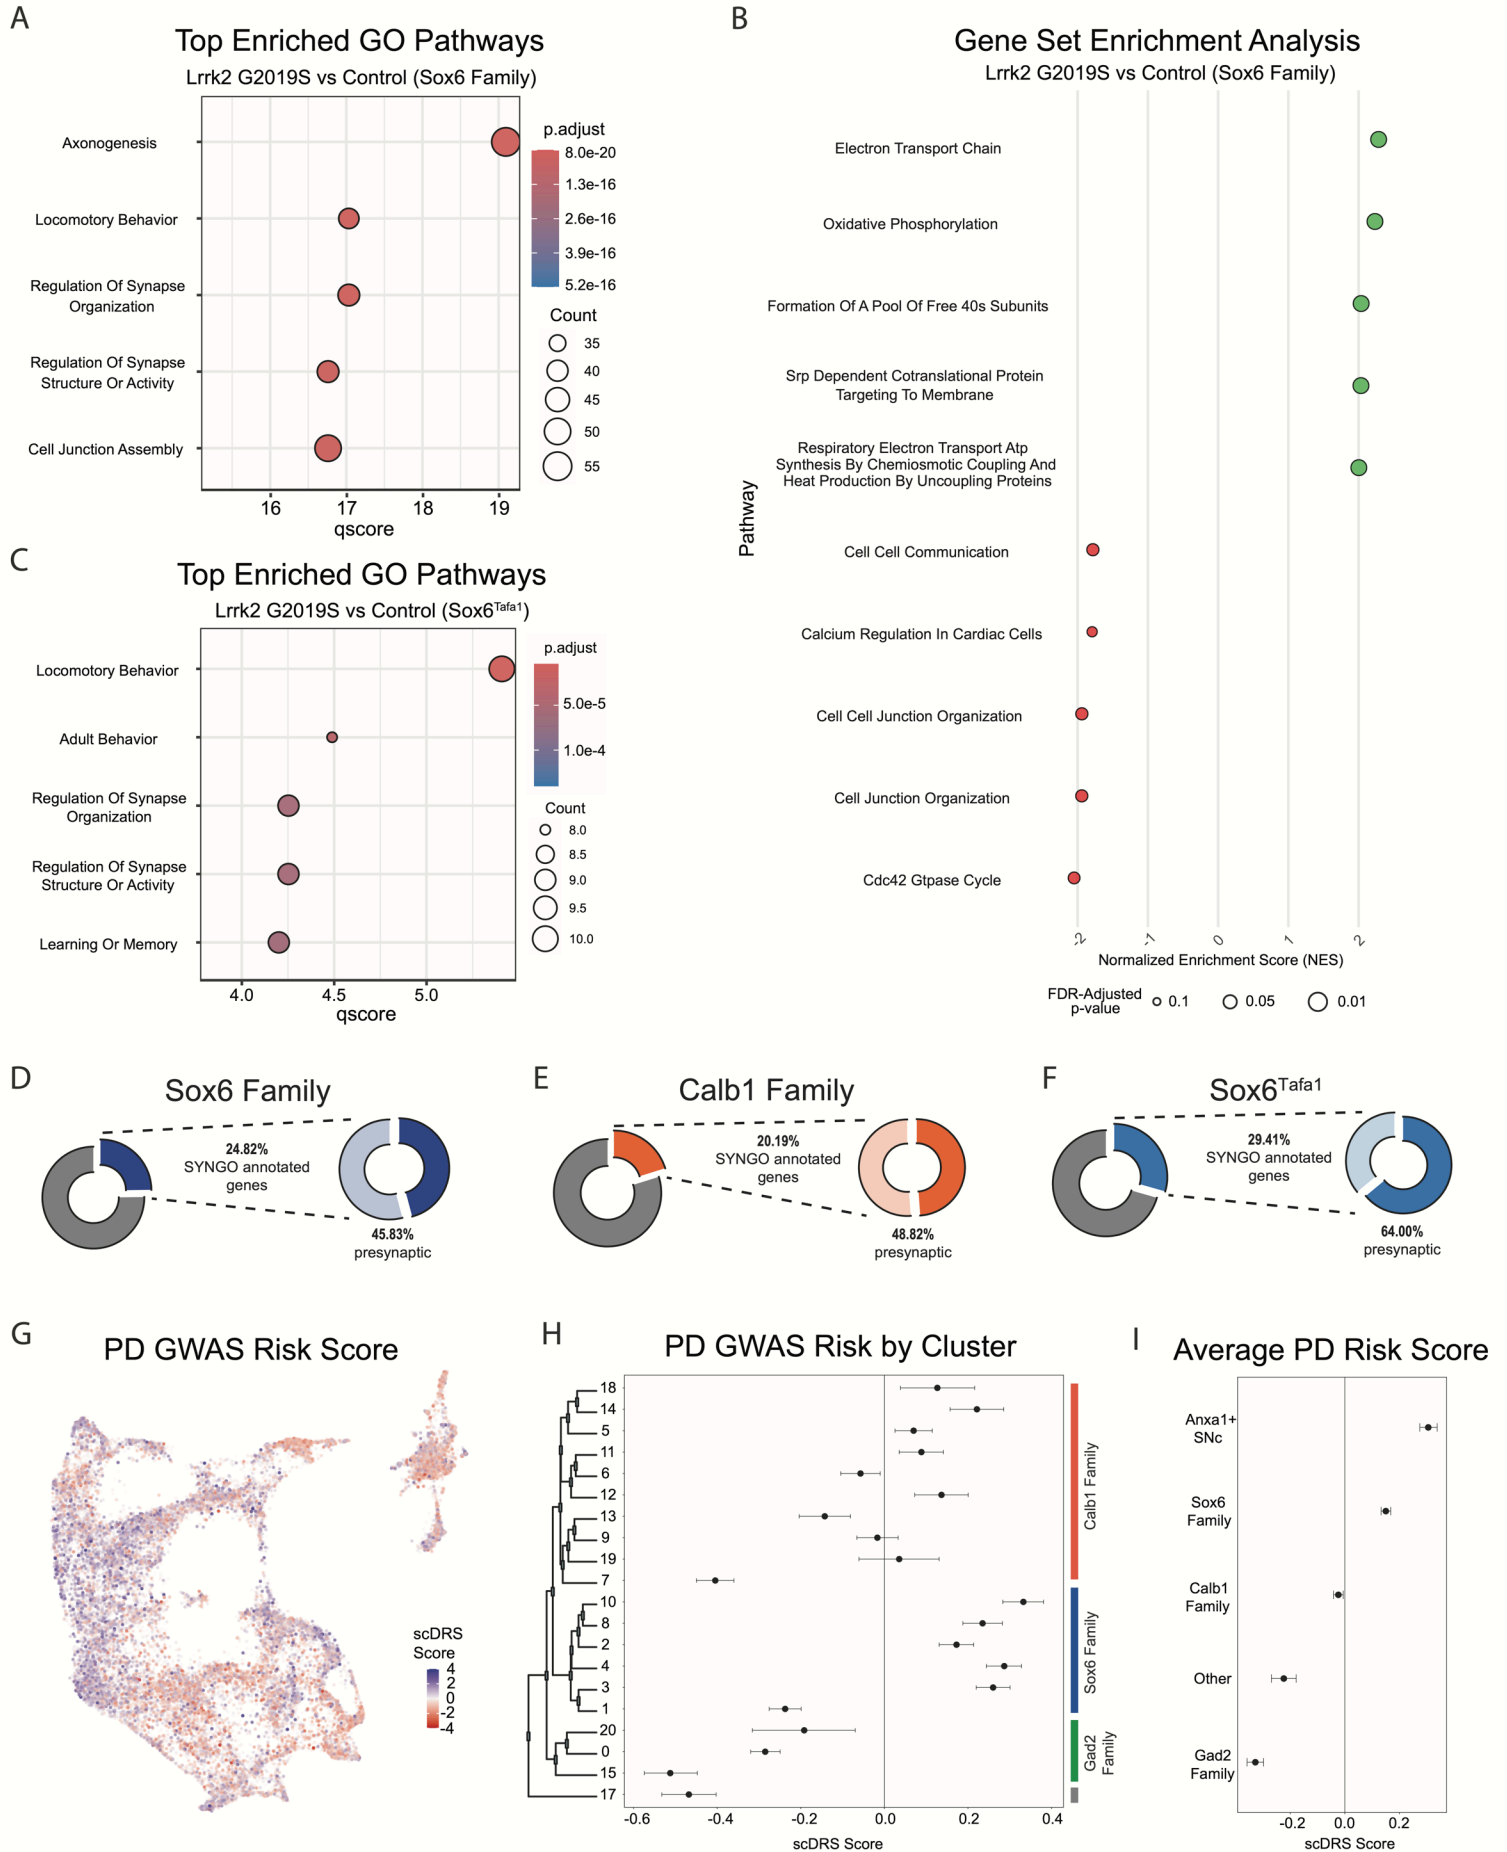 A
Top Enriched GO Pathways
Lrrk2 G2019S vs Control (Sox6 Family)
Axonogenesis
Locomotory Behavior
Regulation Of Synapse
Organization
Regulation Of Synapse
Structure Or Activity
Cell Junction Assembly
16
17
18
19
qscore
p.adjust
8.0e-20
1.3e-16
2.6e-16
3.9e-16
5.2e-16
Count
35
40
45
50
55
B
Gene Set Enrichment Analysis
Lrrk2 G2019S vs Control (Sox6 Family)
Pathway
Electron Transport Chain
Oxidative Phosphorylation
Formation Of A Pool Of Free 40s Subunits
Srp Dependent Cotranslational Protein
Targeting To Membrane
Respiratory Electron Transport Atp
Synthesis By Chemiosmotic Coupling And
Heat Production By Uncoupling Proteins
Cell Cell Communication
Calcium Regulation In Cardiac Cells
Cell Cell Junction Organization
Cell Junction Organization
Cdc42 Gtpase Cycle
-2
-1
0
1
2
Normalized Enrichment Score (NES)
FDR-Adjusted
p-value
0.1
0.05
0.01
C
Top Enriched GO Pathways
Lrrk2 G2019S vs Control (Sox6Tafa1)
Locomotory Behavior
Adult Behavior
Regulation Of Synapse
Organization
Regulation Of Synapse
Structure Or Activity
Learning Or Memory
4.0
4.5
5.0
qscore
p.adjust
5.0e-5
1.0e-4
Count
8.0
8.5
9.0
9.5
10.0
D
Sox6 Family
24.82%
SYNGO annotated
genes
45.83%
presynaptic
E
Calb1 Family
20.19%
SYNGO annotated
genes
48.82%
presynaptic
F
Sox6Tafa1
29.41%
SYNGO annotated
genes
64.00%
presynaptic
G
PD GWAS Risk Score
scDRS
Score
4
2
0
-2
-4
H
PD GWAS Risk by Cluster
18
14
5
11
6
12
13
9
19
7
10
8
2
4
3
1
20
0
15
17
Calb1 Family
Sox6 Family
Gad2
Family
-0.6
-0.4
-0.2
0.0
0.2
0.4
scDRS Score
I
Average PD Risk Score
Anxa1+
SNc
Sox6
Family
Calb1
Family
Other
Gad2
Family
-0.2
0.0
0.2
scDRS Score